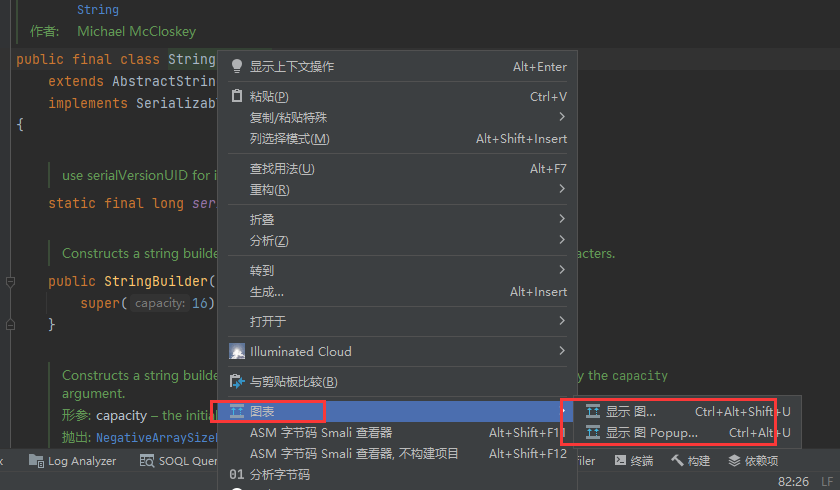 String
作者: Michael McCloskey
public final class String
extends AbstractStrin
implements Serializab
{
use serialVersionUID for i
static final long ser
Constructs a string builde
acters.
public StringBuilder(
super( capacity: 16)
}
Constructs a string builde
y the capacity
argument.
形参: capacity – the initial
抛出: NegativeArraySizeE
显示上下文操作 Alt+Enter
粘贴(P) Ctrl+V
复制/粘贴特殊
列选择模式(M) Alt+Shift+Insert
查找用法(U) Alt+F7
重构(R)
折叠
分析(Z)
转到
生成... Alt+Insert
打开于
Illuminated Cloud
与剪贴板比较(B)
图表
ASM 字节码 Smali 查看器 Alt+Shift+F11
ASM 字节码 Smali 查看器, 不构建项目 Alt+Shift+F12
01 分析字节码
显示 图... Ctrl+Alt+Shift+U
显示 图 Popup... Ctrl+Alt+U
Log Analyzer SOQL Quer
filer 终端 构建 依赖项
82:26 LF